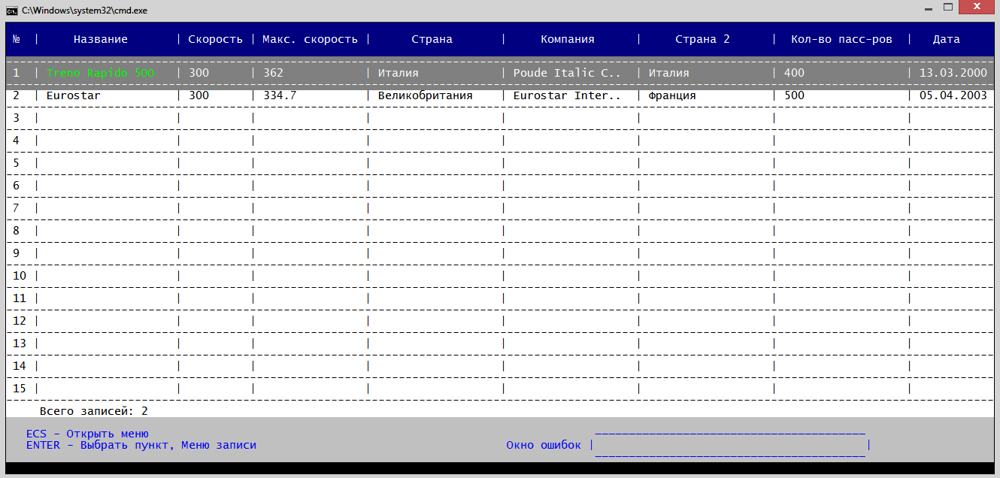 C:\Windows\system32\cmd.exe
№ | Название | Скорость | Макс. скорость | Страна | Компания | Страна 2 | Кол-во пасс-ров | Дата
1 | Treno Rapido 500 | 300 | 362 | Италия | Poude Italic C.. | Италия | 400 | 13.03.2000
2 | Eurostar | 300 | 334.7 | Великобритания | Eurostar Inter.. | Франция | 500 | 05.04.2003
3
4
5
6
7
8
9
10
11
12
13
14
15
Всего записей: 2
ECS - Открыть меню
ENTER - Выбрать пункт, Меню записи
Окно ошибок